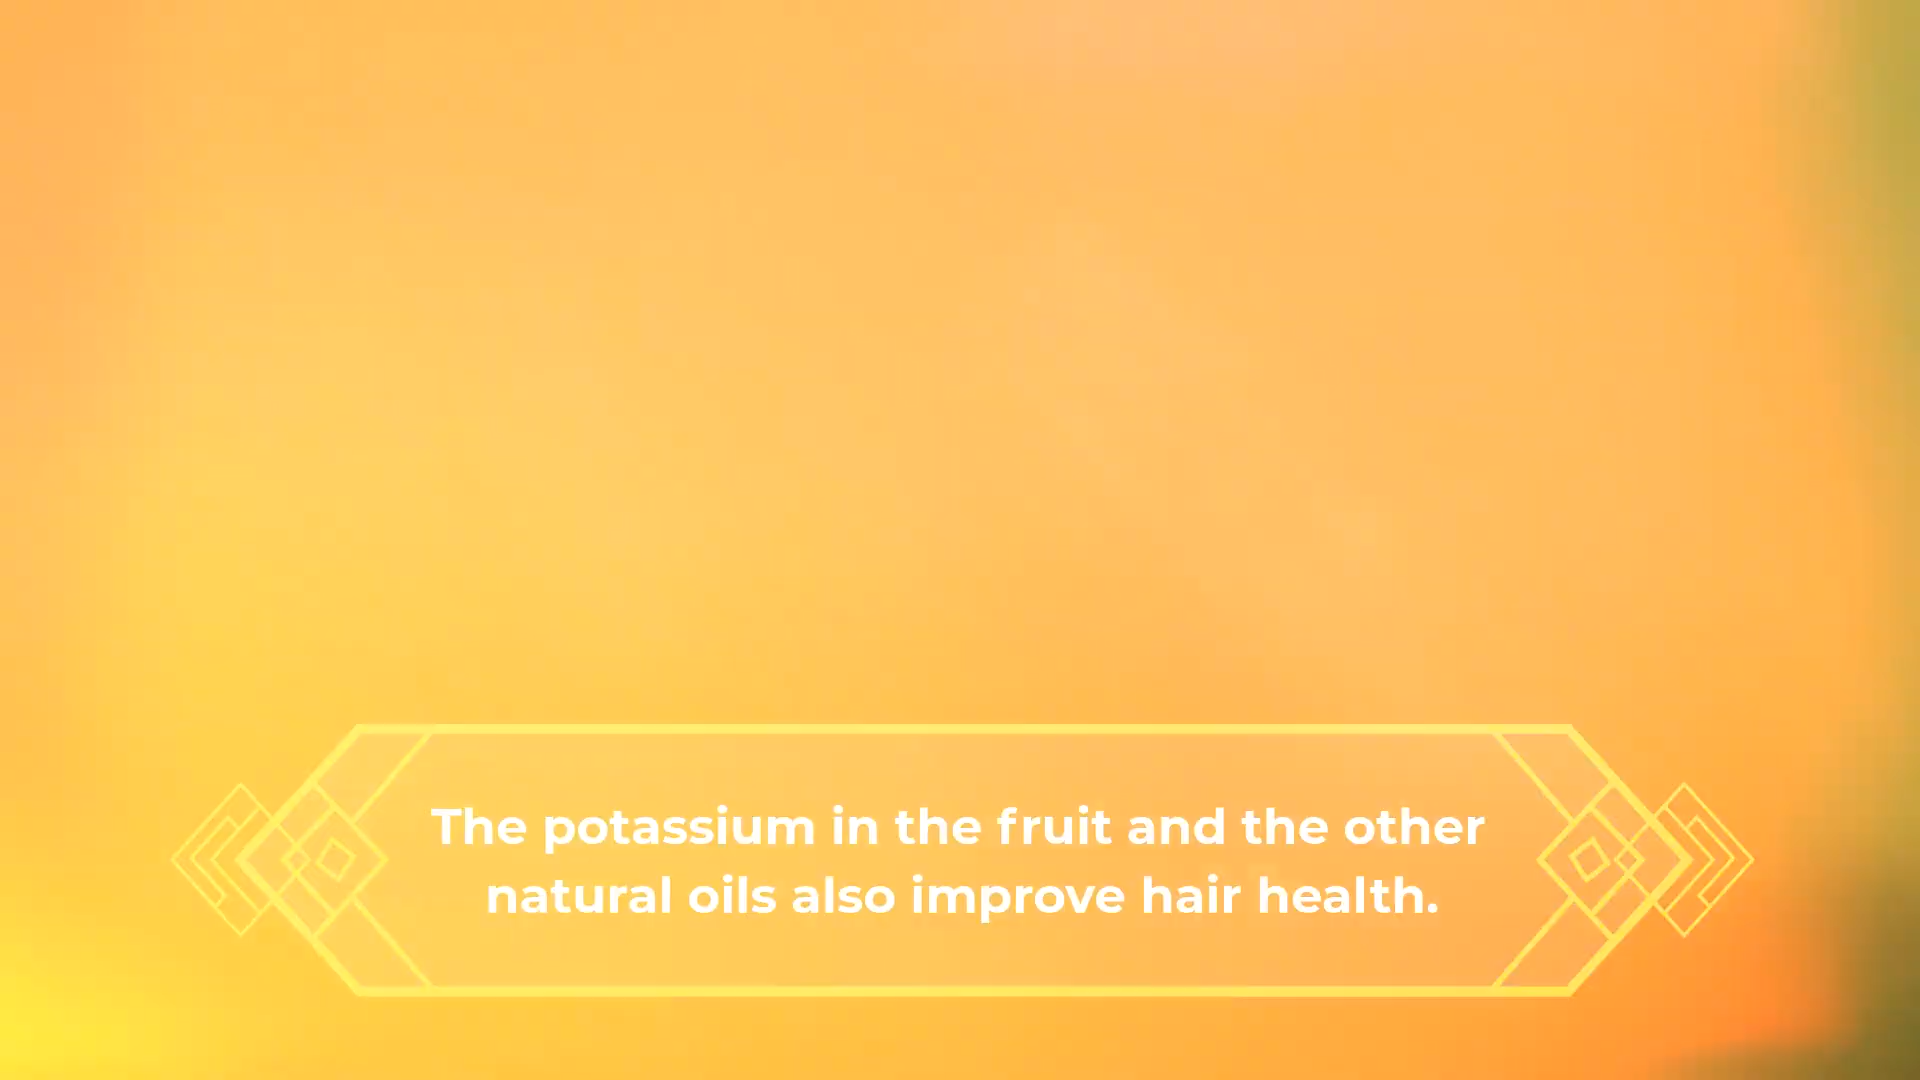 The potassium in the fruit and the other
natural oils also improve hair health.